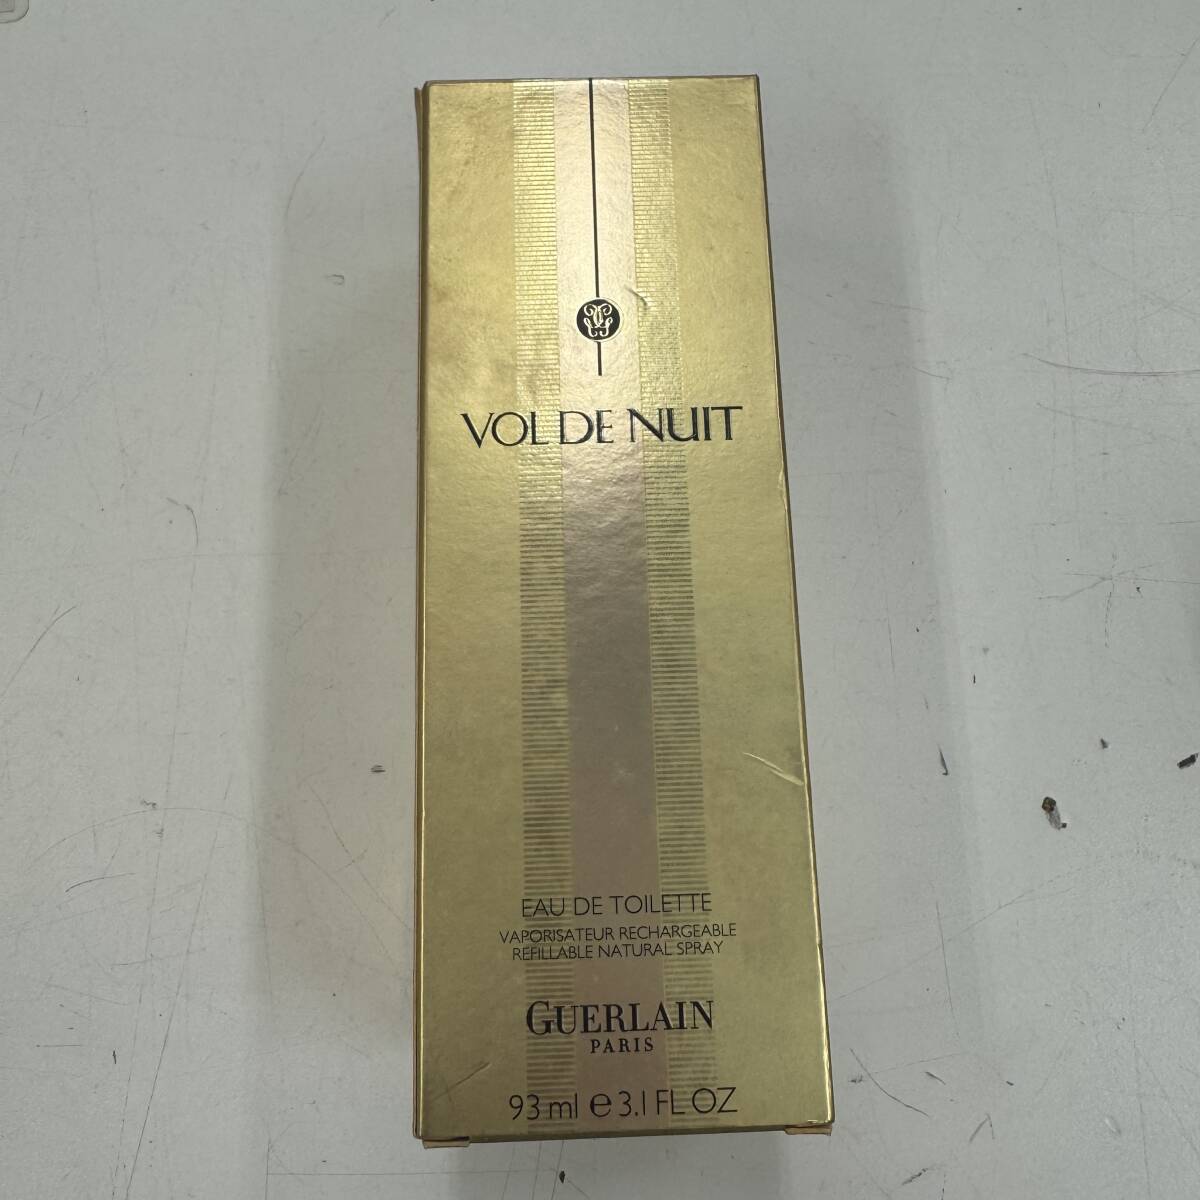 VOL DE NUIT
EAU DE TOILETTE
VAPORISATEUR RECHARGEABLE
REFILLABLE NATURAL SPRAY
GUERLAIN
PARIS
93 ml e 3.1 FL OZ